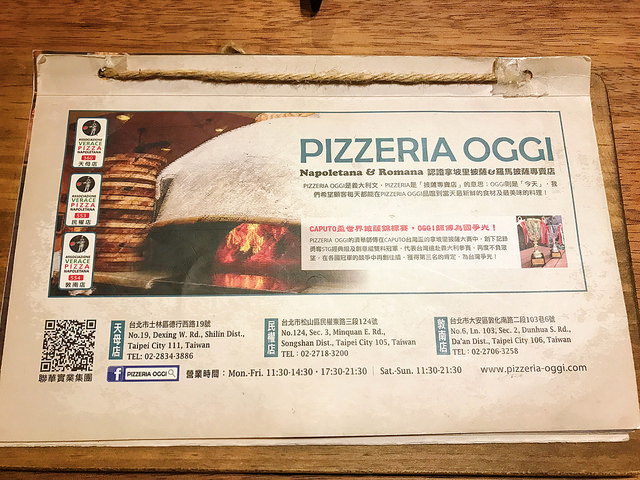 PIZZERIA OGGI
Napoletana & Romana 認證拿坡里披薩&羅馬披薩專賣店
PIZZERIA OGGI是義大利文，PIZZERIA是「披薩專賣店」的意思；OGGI則是「今天」，我
們希望顧客每天都能在PIZZERIA OGGI品嚐到當天最新鮮的食材及最美味的料理！
CAPUTO盃世界披薩錦標賽，OGGI師傅為國爭光！
ASSOCIAZIONE
VERACE
PIZZA
NAPOLETANA
560
天母店
ASSOCIAZIONE
VERACE
PIZZA
NAPOLETANA
553
民權店
ASSOCIAZIONE
VERACE
PIZZA
NAPOLETANA
554
敦南店
聯華實業集團
天母店
台北市士林區德行西路19號
No.19, Dexing W. Rd., Shilin Dist.,
Taipei City 111, Taiwan
TEL: 02-2834-3886
民權店
台北市松山區民權東路三段124號
No.124, Sec. 3, Minquan E. Rd.,
Songshan Dist., Taipei City 105, Taiwan
TEL : 02-2718-3200
敦南店
台北市大安區敦化南路二段103巷6號
No.6, Ln. 103, Sec. 2, Dunhua S. Rd.,
Da'an Dist., Taipei City 106, Taiwan
TEL : 02-2706-3258
f PIZZERIA OGGI
營業時間：Mon.-Fri. 11:30-14:30・17:30-21:30 | Sat.-Sun. 11:30-21:30
www.pizzeria-oggi.com